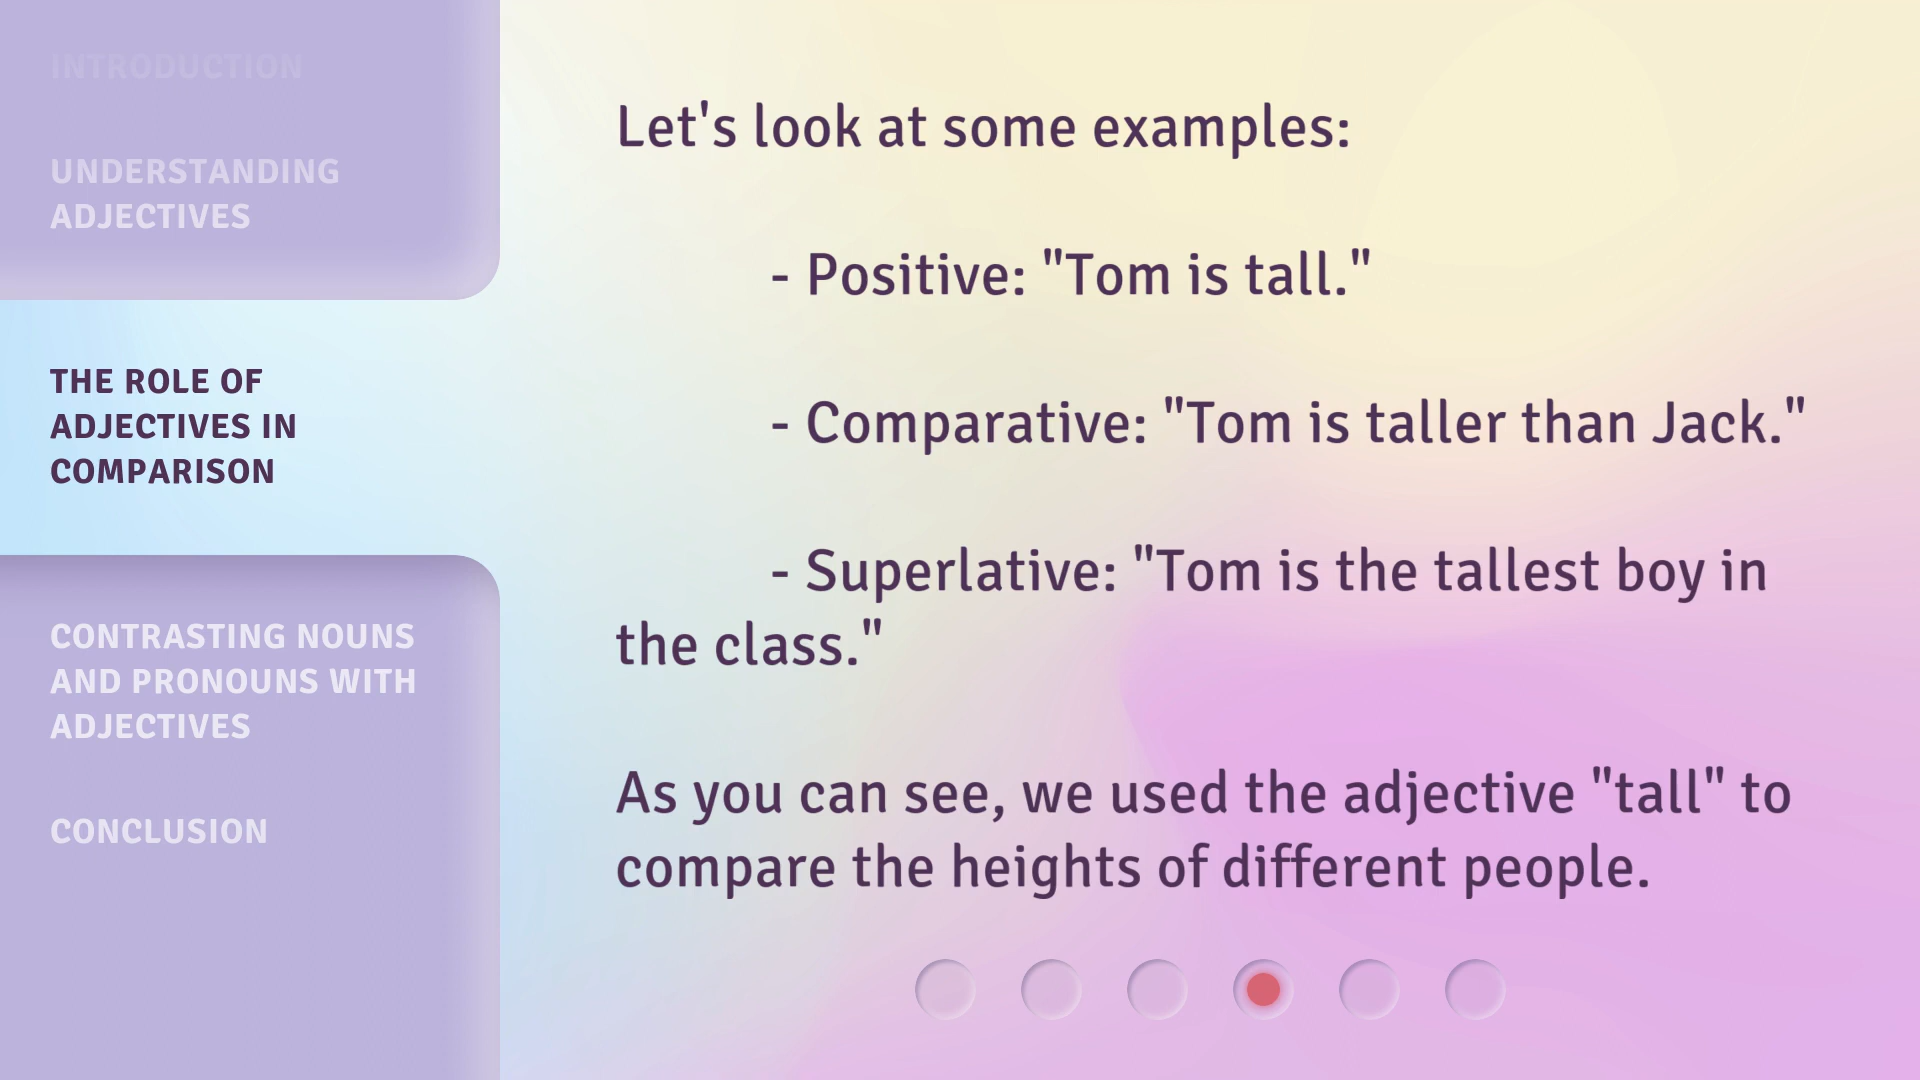 INTRODUCTION
UNDERSTANDING
ADJECTIVES
THE ROLE OF
ADJECTIVES IN
COMPARISON
CONTRASTING NOUNS
AND PRONOUNS WITH
ADJECTIVES
CONCLUSION
Let's look at some examples:
- Positive: "Tom is tall."
- Comparative: "Tom is taller than Jack."
- Superlative: "Tom is the tallest boy in
the class."
As you can see, we used the adjective "tall" to
compare the heights of different people.